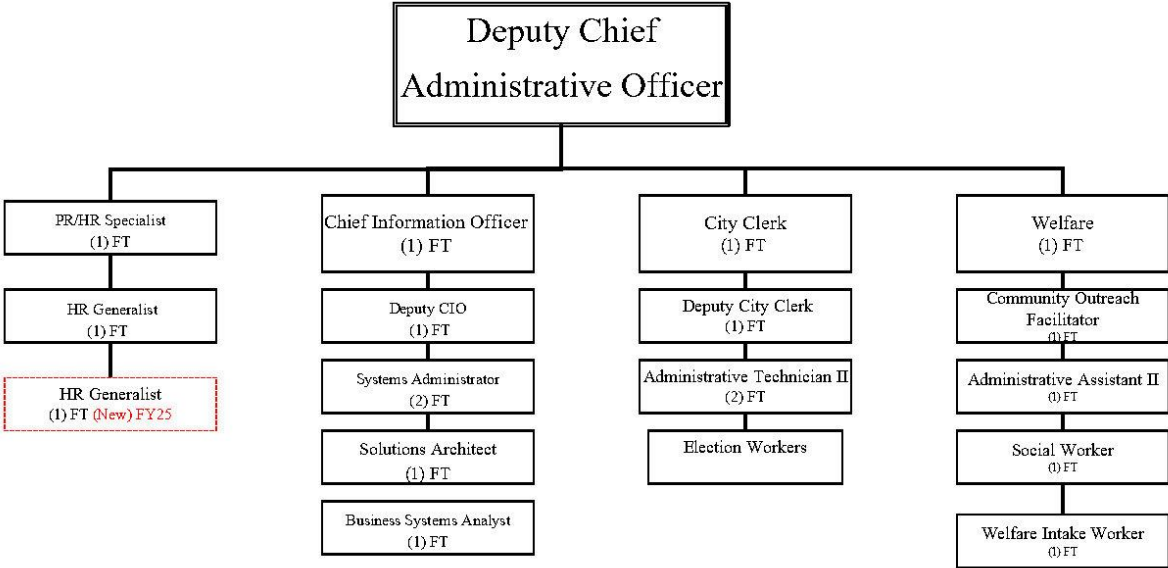 Deputy Chief
Administrative Officer
PR/HR Specialist
(1) FT
HR Generalist
(1) FT
HR Generalist
(1) FT (New) FY25
Chief Information Officer
(1) FT
Deputy CIO
(1) FT
Systems Administrator
(2) FT
Solutions Architect
(1) FT
Business Systems Analyst
(1) FT
City Clerk
(1) FT
Deputy City Clerk
(1) FT
Administrative Technician II
(2) FT
Election Workers
Welfare
(1) FT
Community Outreach
Facilitator
(1) FT
Administrative Assistant II
(1) FT
Social Worker
(1) FT
Welfare Intake Worker
(1) FT